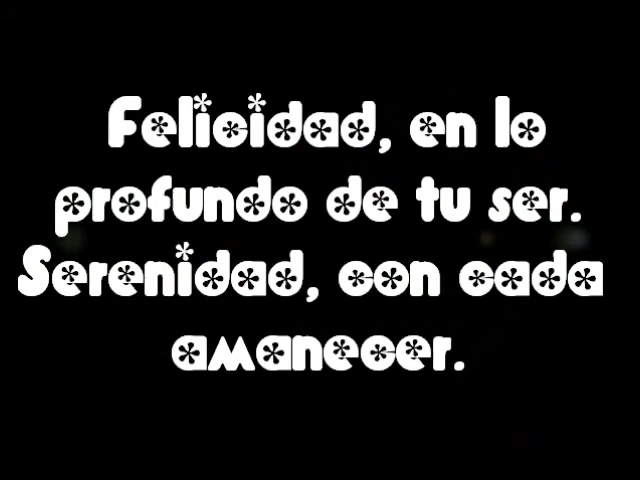 Felicidad, en lo
profundo de tu ser.
Serenidad, con cada
amanecer.